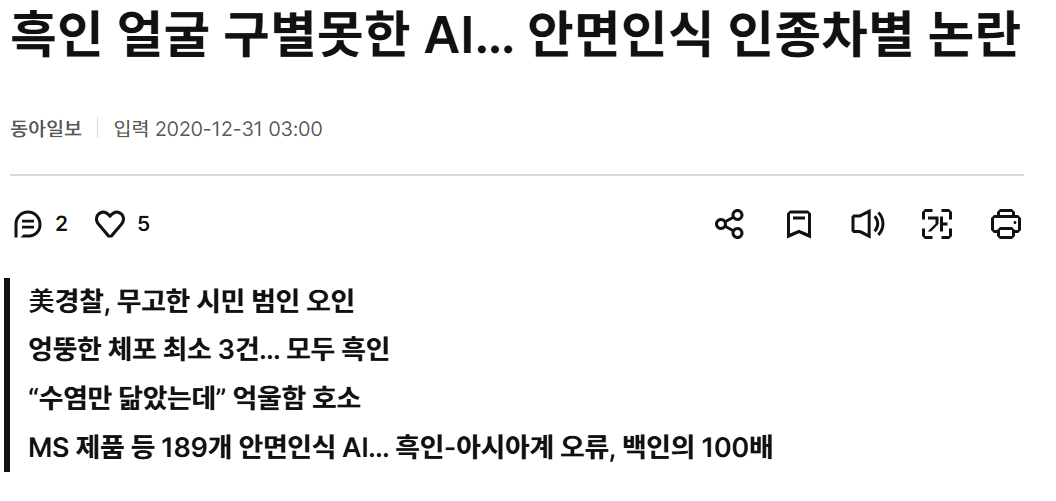 흑인 얼굴 구별못한 AI… 안면인식 인종차별 논란
동아일보 입력 2020-12-31 03:00
2 5 가
美경찰, 무고한 시민 범인 오인
엉뚱한 체포 최소 3건… 모두 흑인
“수염만 닮았는데” 억울함 호소
MS 제품 등 189개 안면인식 AI… 흑인-아시아계 오류, 백인의 100배